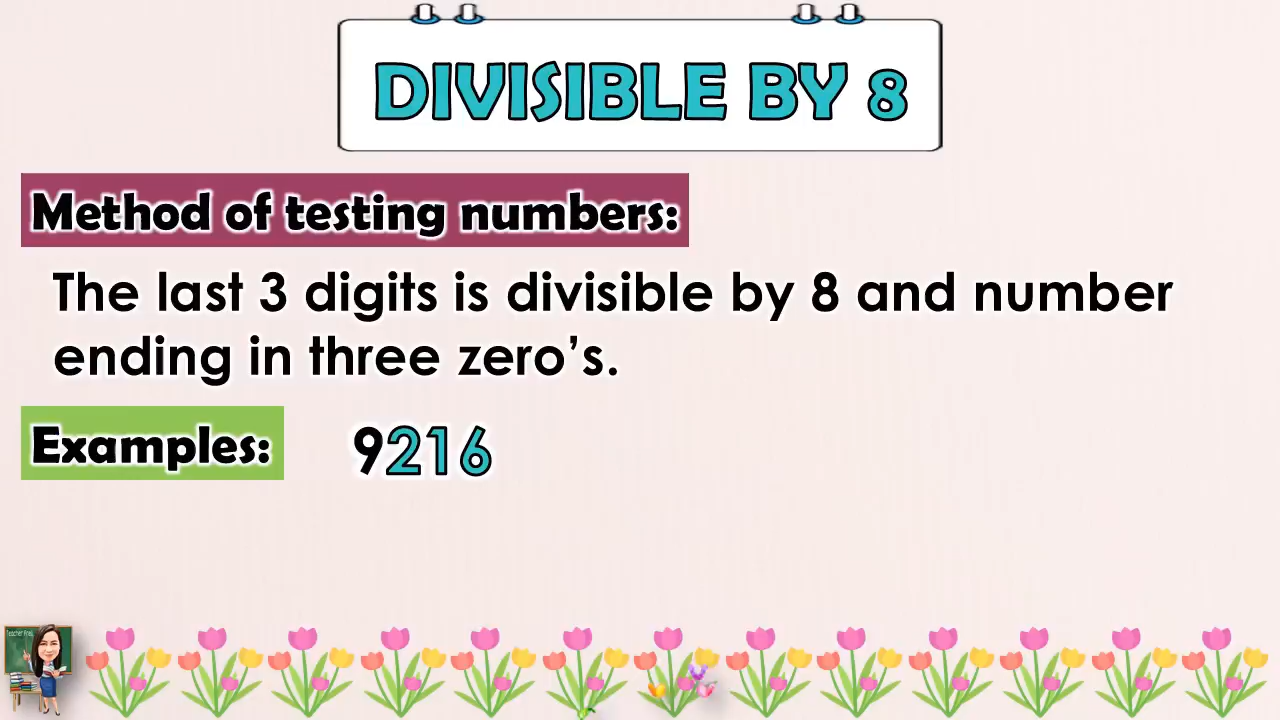 DIVISIBLE BY 8
Method of testing numbers:
The last 3 digits is divisible by 8 and number
ending in three zero’s.
Examples: 9216